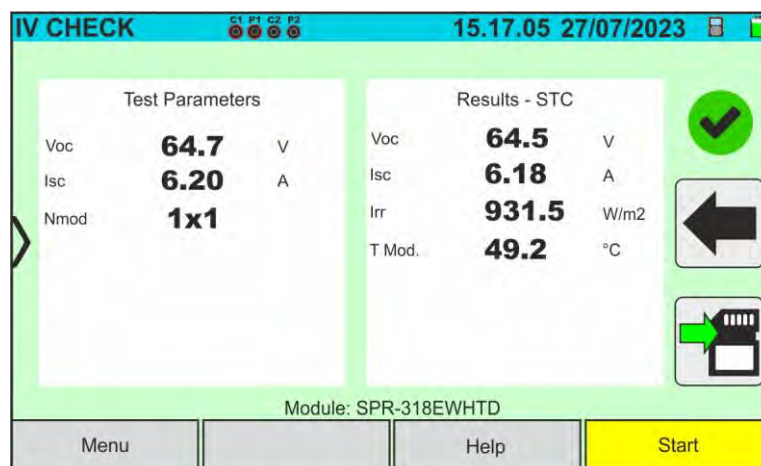 IV CHECK C1 P1 C2 P2 15.17.05 27/07/2023
Test Parameters
Voc 64.7 V
Isc 6.20 A
Nmod 1x1
Results - STC
Voc 64.5 V
Isc 6.18 A
Irr 931.5 W/m2
T Mod. 49.2 °C
Module: SPR-318EWHTD
Menu Help Start